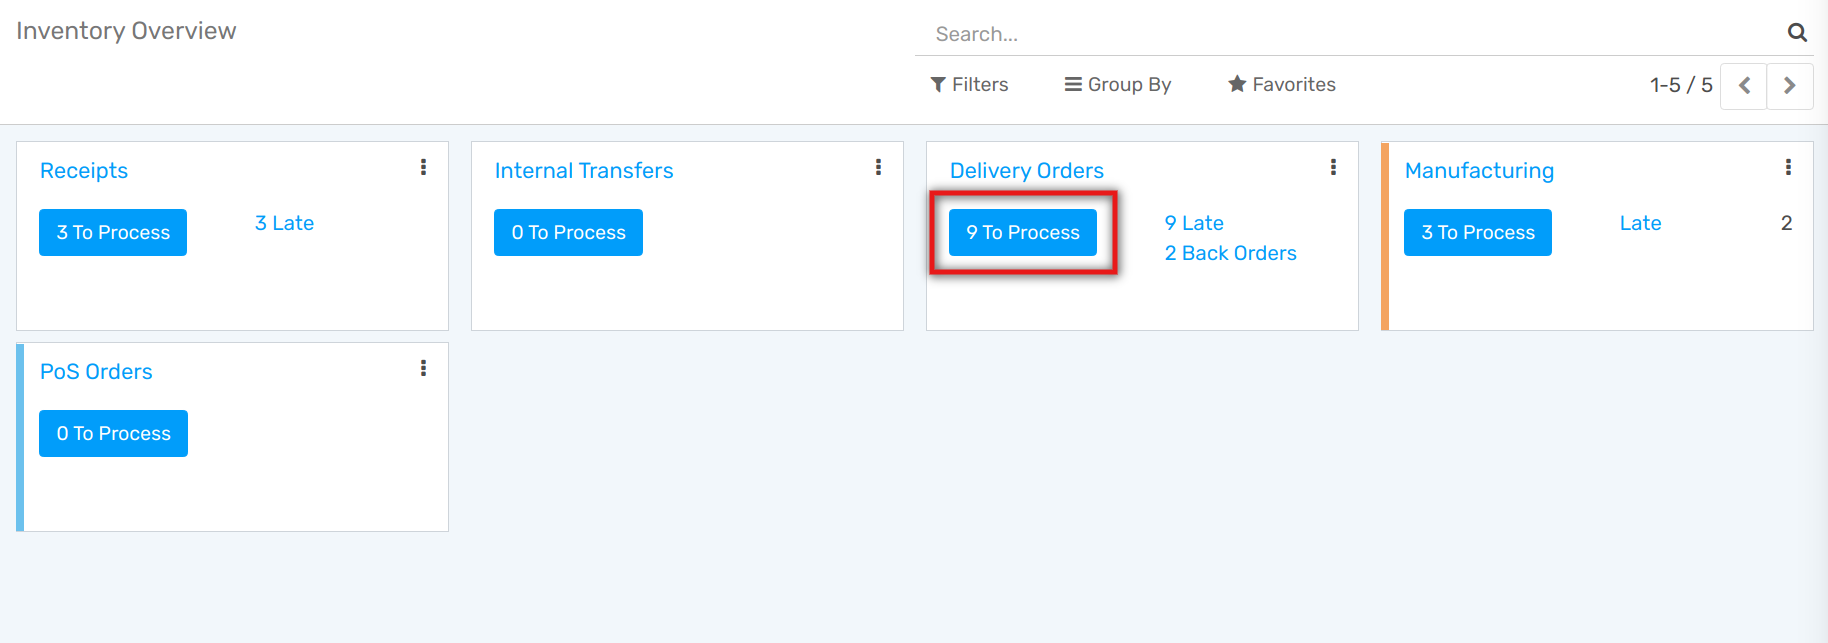 Inventory Overview
Search...
Filters
Group By
Favorites
1-5 / 5
Receipts
3 To Process
3 Late
Internal Transfers
0 To Process
Delivery Orders
9 To Process
9 Late
2 Back Orders
Manufacturing
3 To Process
Late 2
PoS Orders
0 To Process